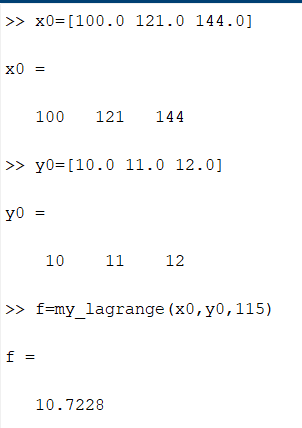 >> x0=[100.0 121.0 144.0]
x0 =
100 121 144
>> y0=[10.0 11.0 12.0]
y0 =
10 11 12
>> f=my_lagrange(x0,y0,115)
f =
10.7228